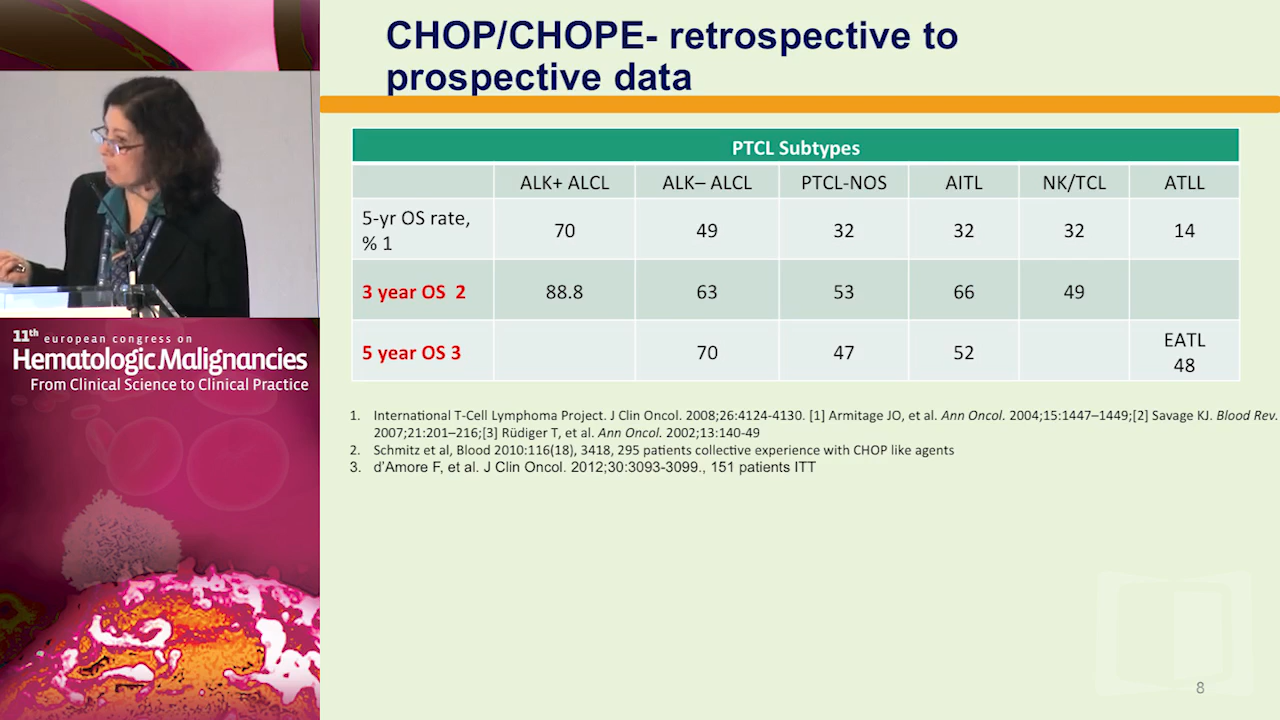 CHOP/CHOPE- retrospective to
prospective data
PTCL Subtypes
ALK+ ALCL ALK– ALCL PTCL-NOS AITL NK/TCL ATLL
5-yr OS rate, % 1 70 49 32 32 32 14
3 year OS 2 88.8 63 53 66 49
5 year OS 3 70 47 52 EATL 48
1. International T-Cell Lymphoma Project. J Clin Oncol. 2008;26:4124-4130. [1] Armitage JO, et al. Ann Oncol. 2004;15:1447–1449;[2] Savage KJ. Blood Rev.
2007;21:201–216;[3] Rüdiger T, et al. Ann Oncol. 2002;13:140-49
2. Schmitz et al, Blood 2010:116(18), 3418, 295 patients collective experience with CHOP like agents
3. d'Amore F, et al. J Clin Oncol. 2012;30:3093-3099., 151 patients ITT
8
11th european congress on
Hematologic Malignancies
From Clinical Science to Clinical Practice